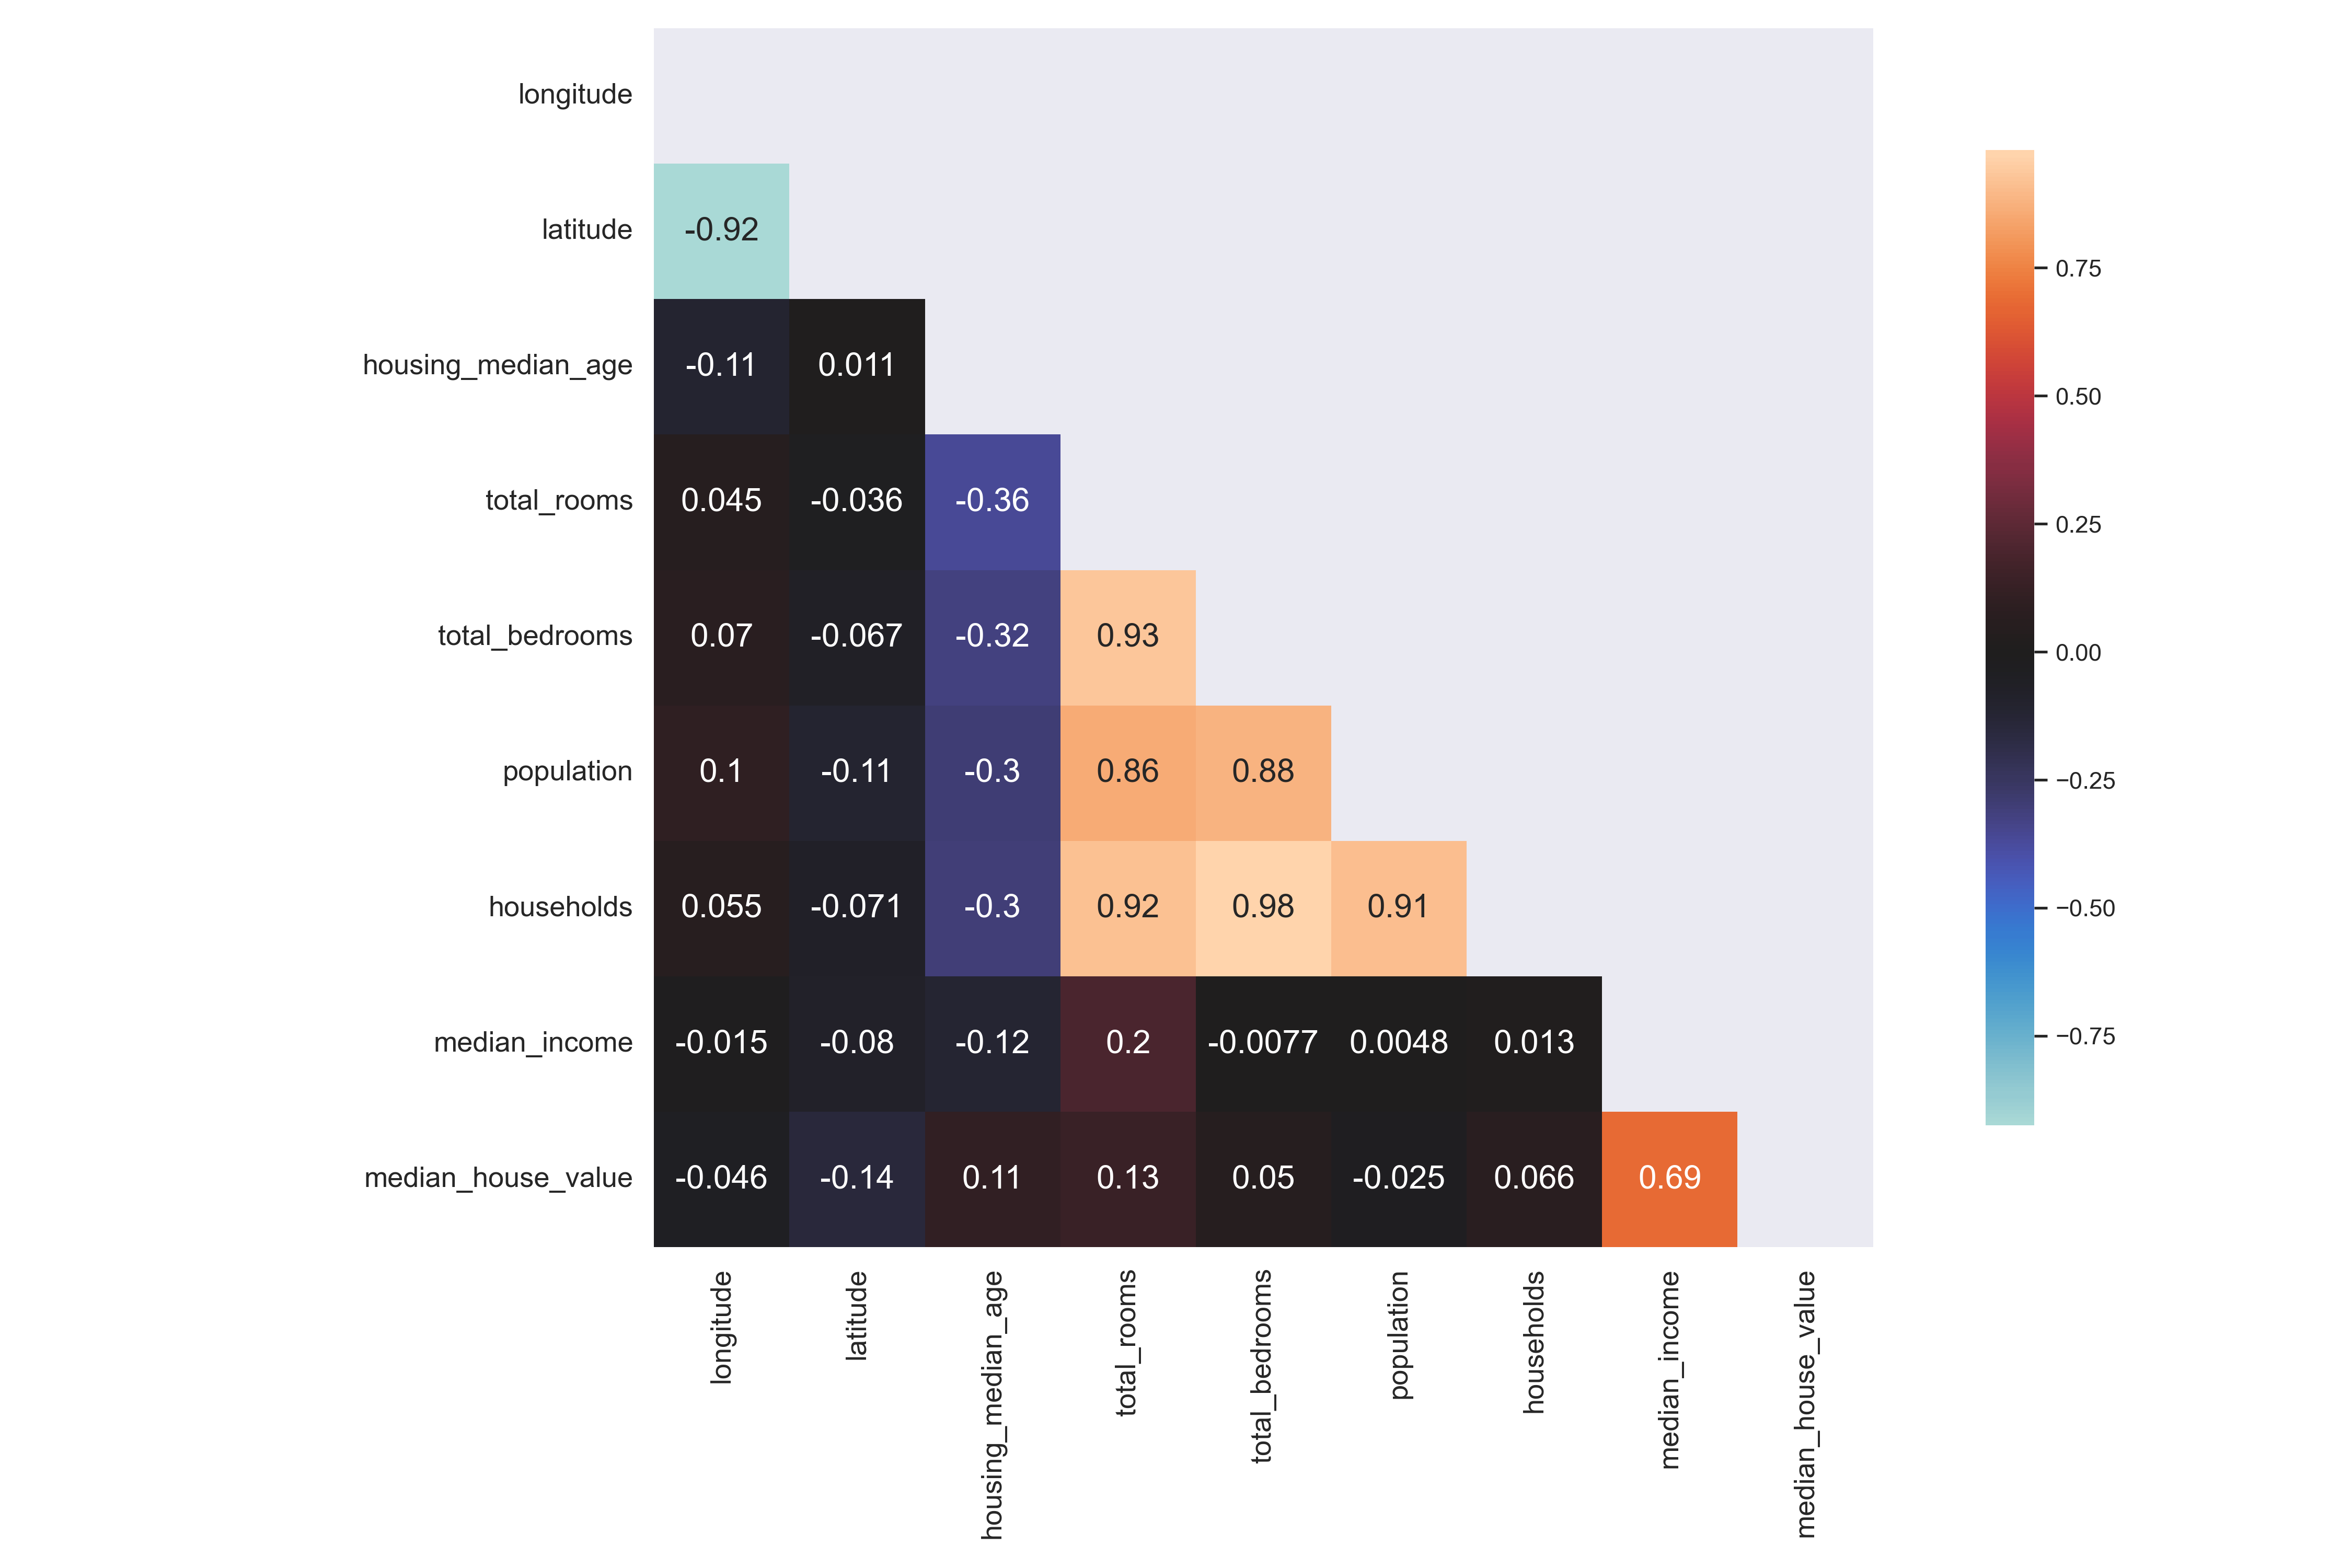 longitude
latitude -0.92
0.75
housing_median_age -0.11 0.011
0.50
total_rooms 0.045 -0.036 -0.36
0.25
total_bedrooms 0.07 -0.067 -0.32 0.93
0.00
population 0.1 -0.11 -0.3 0.86 0.88
−0.25
households 0.055 -0.071 -0.3 0.92 0.98 0.91
−0.50
median_income -0.015 -0.08 -0.12 0.2 -0.0077 0.0048 0.013
−0.75
median_house_value -0.046 -0.14 0.11 0.13 0.05 -0.025 0.066 0.69
longitude
latitude
housing_median_age
total_rooms
total_bedrooms
population
households
median_income
median_house_value